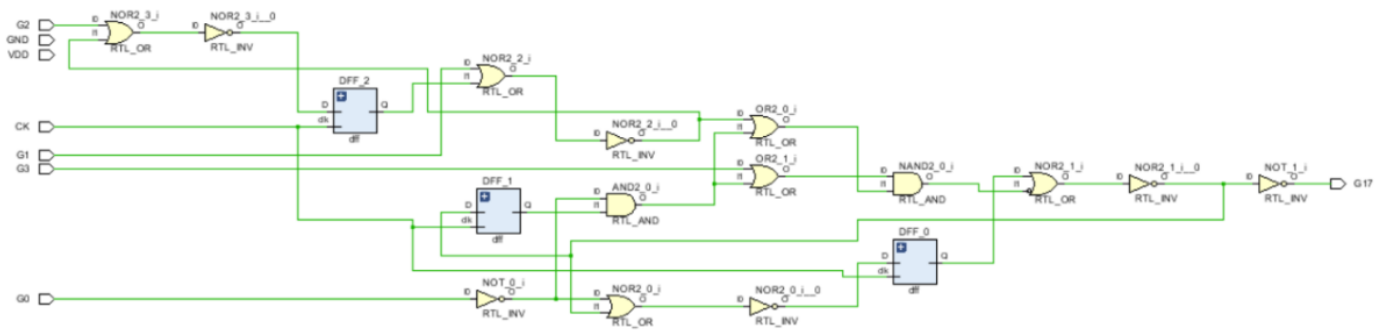 G2
GND
VDD
I0
I1
NOR2_3_i
O
RTL_OR
I0
NOR2_3_i__0
O
RTL_INV
DFF_2
D
clk
Q
dff
I0
I1
NOR2_2_i
O
RTL_OR
I0
NOR2_2_i__0
O
RTL_INV
CK
G1
G3
I0
I1
OR2_0_i
O
RTL_OR
I0
I1
OR2_1_i
O
RTL_OR
DFF_1
D
clk
Q
dff
I0
I1
AND2_0_i
O
RTL_AND
I0
I1
NAND2_0_i
O
RTL_AND
I0
I1
NOR2_1_i
O
RTL_OR
I0
NOR2_1_i__0
O
RTL_INV
I0
NOT_1_i
O
RTL_INV
G17
DFF_0
D
clk
Q
dff
G0
I0
NOT_0_i
O
RTL_INV
I0
I1
NOR2_0_i
O
RTL_OR
I0
NOR2_0_i__0
O
RTL_INV